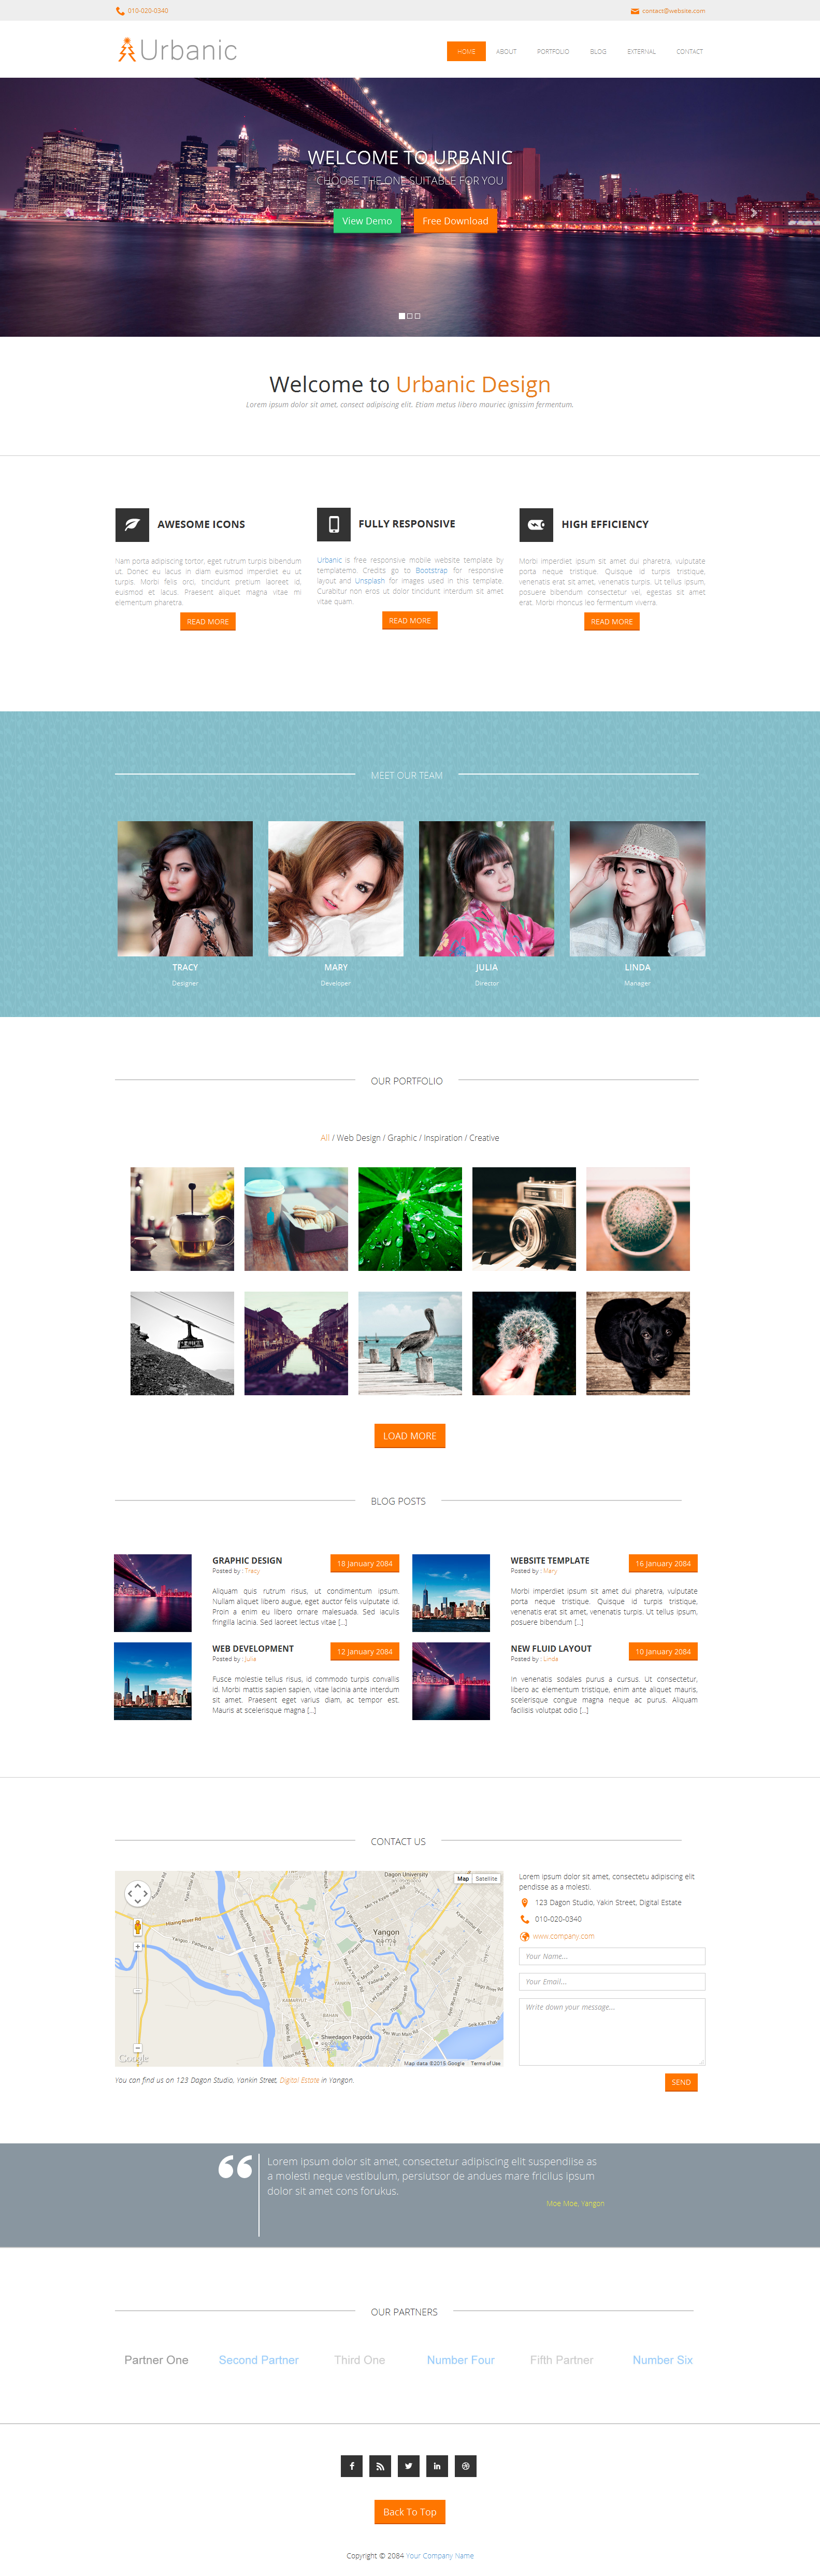 010-020-0340
contact@website.com
Urbanic
HOME ABOUT PORTFOLIO BLOG EXTERNAL CONTACT
WELCOME TO URBANIC
CHOOSE THE ONE SUITABLE FOR YOU
View Demo Free Download
Welcome to Urbanic Design
Lorem ipsum dolor sit amet, consect adipiscing elit. Etiam metus libero mauriec ignissim fermentum.
AWESOME ICONS
Nam porta adipiscing tortor, eget rutrum turpis bibendum
ut. Donec eu lacus in diam euismod imperdiet eu ut
turpis. Morbi felis orci, tincidunt pretium laoreet id,
euismod et lacus. Praesent aliquet magna vitae mi
elementum pharetra.
READ MORE
FULLY RESPONSIVE
Urbanic is free responsive mobile website template by
templatemo. Credits go to Bootstrap for responsive
layout and Unsplash for images used in this template.
Curabitur non eros ut dolor tincidunt interdum sit amet
vitae quam.
READ MORE
HIGH EFFICIENCY
Morbi imperdiet ipsum sit amet dui pharetra, vulputate
porta neque tristique. Quisque id turpis tristique,
venenatis erat sit amet, venenatis turpis. Ut tellus ipsum,
posuere bibendum consectetur vel, egestas sit amet
erat. Morbi rhoncus leo fermentum viverra.
READ MORE
MEET OUR TEAM
TRACY
Designer
MARY
Developer
JULIA
Director
LINDA
Manager
OUR PORTFOLIO
All / Web Design / Graphic / Inspiration / Creative
LOAD MORE
BLOG POSTS
GRAPHIC DESIGN
18 January 2084
Posted by : Tracy
Aliquam quis rutrum risus, ut condimentum ipsum.
Nullam aliquet libero augue, eget auctor felis vulputate id.
Proin a enim eu libero ornare malesuada. Sed iaculis
fringilla lacinia. Sed laoreet lectus vitae [...]
WEBSITE TEMPLATE
16 January 2084
Posted by : Mary
Morbi imperdiet ipsum sit amet dui pharetra, vulputate
porta neque tristique. Quisque id turpis tristique,
venenatis erat sit amet, venenatis turpis. Ut tellus ipsum,
posuere bibendum [...]
WEB DEVELOPMENT
12 January 2084
Posted by : Julia
Fusce molestie tellus risus, id commodo turpis convallis
id. Morbi mattis sapien sapien, vitae lacinia ante interdum
sit amet. Praesent eget varius diam, ac tempor est.
Mauris at scelerisque magna [...]
NEW FLUID LAYOUT
10 January 2084
Posted by : Linda
In venenatis sodales purus a cursus. Ut consectetur,
libero ac elementum tristique, enim ante aliquet mauris,
scelerisque congue magna neque ac purus. Aliquam
facilisis volutpat odio [...]
CONTACT US
Dagon University
Map Satellite
Yangon
ရန်ကုန်
KAMARYUT
BAHAN
Shwedagon Pagoda
Google
Map data ©2015 Google Terms of Use
You can find us on 123 Dagon Studio, Yankin Street, Digital Estate in Yangon.
Lorem ipsum dolor sit amet, consectetu adipiscing elit
pendisse as a molesti.
123 Dagon Studio, Yakin Street, Digital Estate
010-020-0340
www.company.com
Your Name...
Your Email...
Write down your message...
SEND
Lorem ipsum dolor sit amet, consectetur adipiscing elit suspendiise as
a molesti neque vestibulum, persiutsor de andues mare fricilus ipsum
dolor sit amet cons forukus.
Moe Moe, Yangon
OUR PARTNERS
Partner One Second Partner Third One Number Four Fifth Partner Number Six
Back To Top
Copyright © 2084 Your Company Name